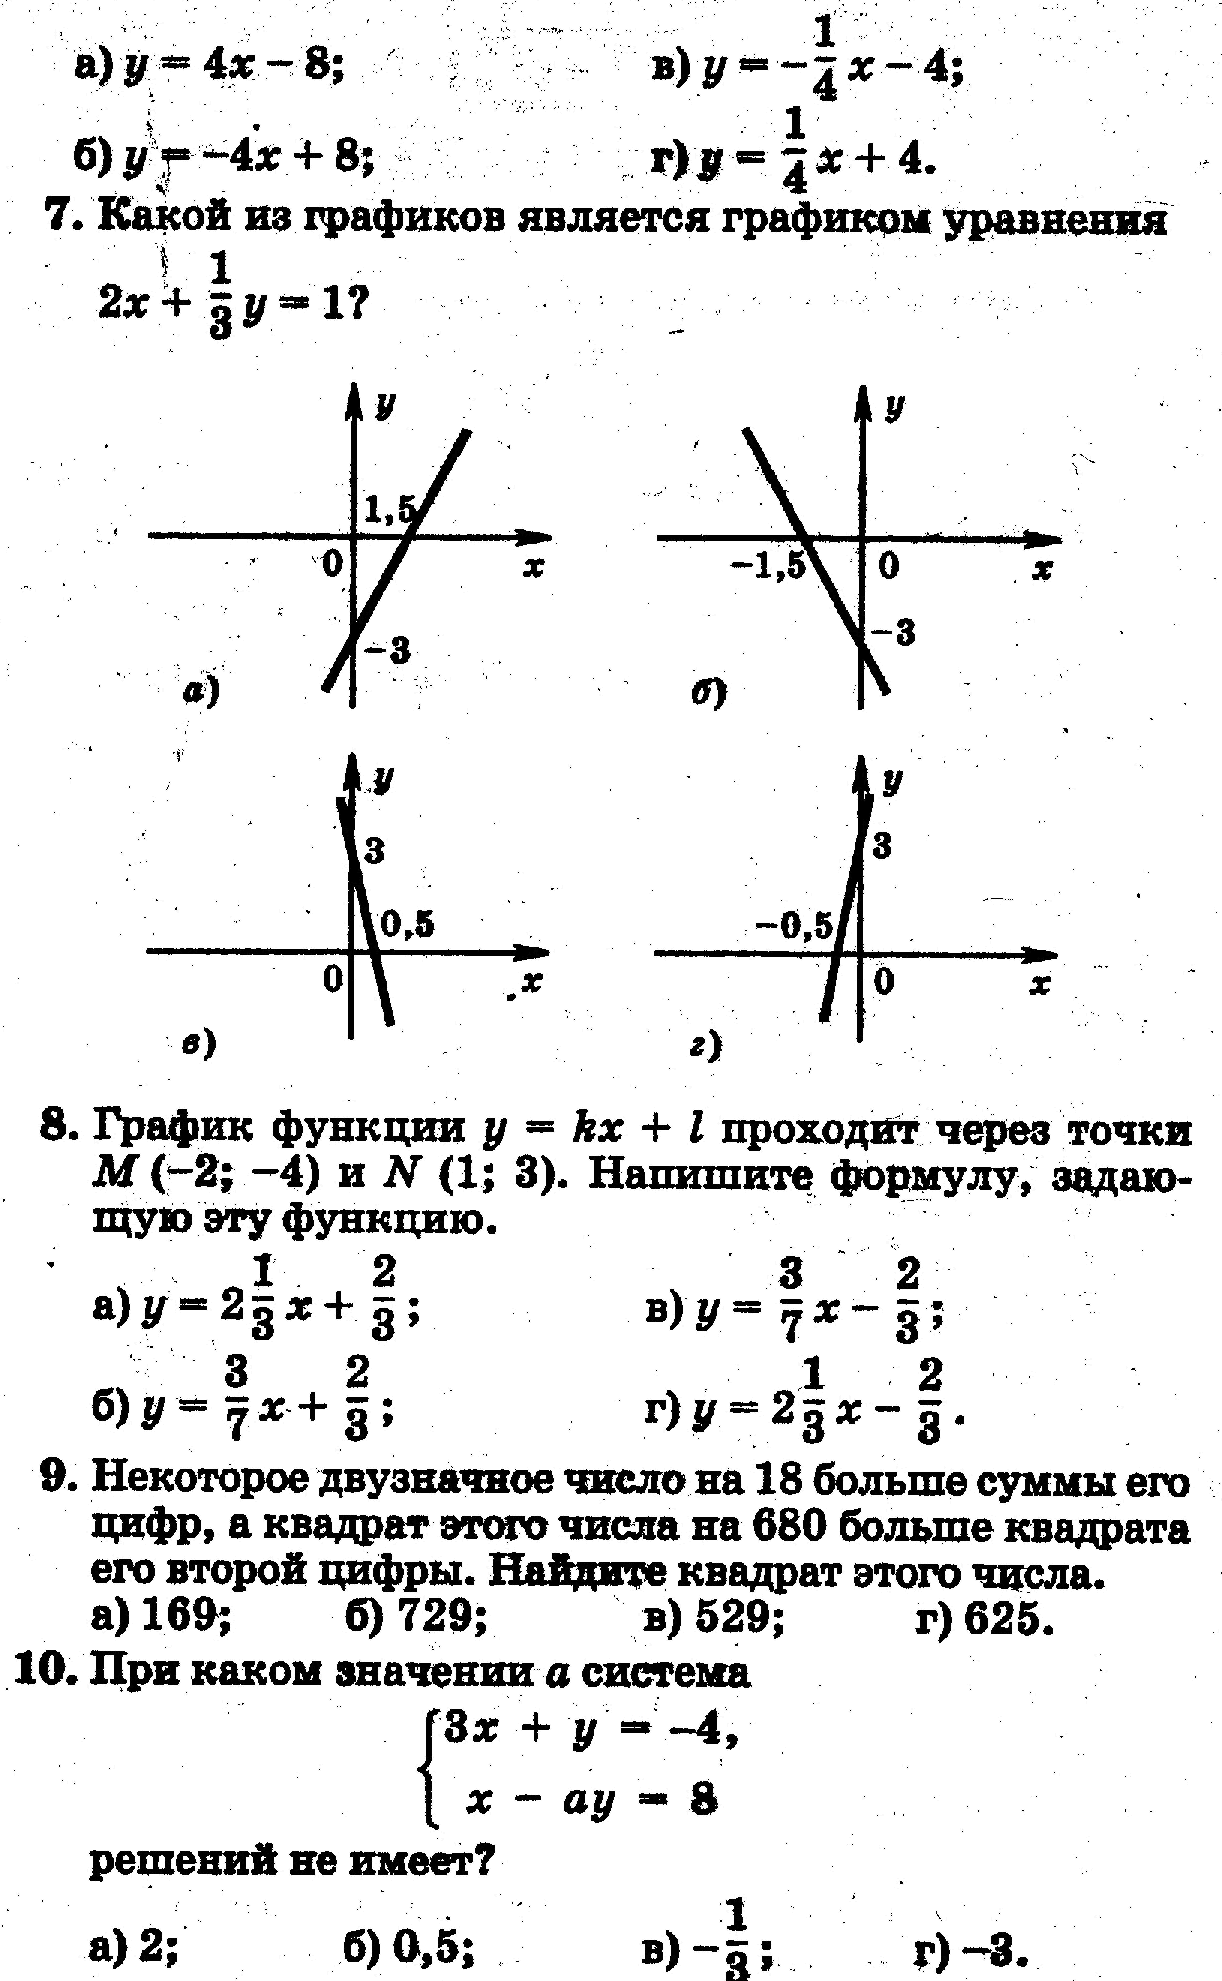 а) y = 4x − 8; в) y = −1/4 x − 4;
б) y = −4x + 8; г) y = 1/4 x + 4.
7. Какой из графиков является графиком уравнения
2x + 1/3 y = 1?
y y
1,5
0 x −1,5 0 x
−3 −3
а) б)
y y
3 3
0,5 −0,5
0 x 0 x
в) г)
8. График функции y = kx + l проходит через точки
M (−2; −4) и N (1; 3). Напишите формулу, задаю-
щую эту функцию.
а) y = 2 1/3 x + 2/3; в) y = 3/7 x − 2/3;
б) y = 3/7 x + 2/3; г) y = 2 1/3 x − 2/3.
9. Некоторое двузначное число на 18 больше суммы его
цифр, а квадрат этого числа на 680 больше квадрата
его второй цифры. Найдите квадрат этого числа.
а) 169; б) 729; в) 529; г) 625.
10. При каком значении a система
3x + y = −4,
x − ay = 8
решений не имеет?
а) 2; б) 0,5; в) −1/3; г) −3.